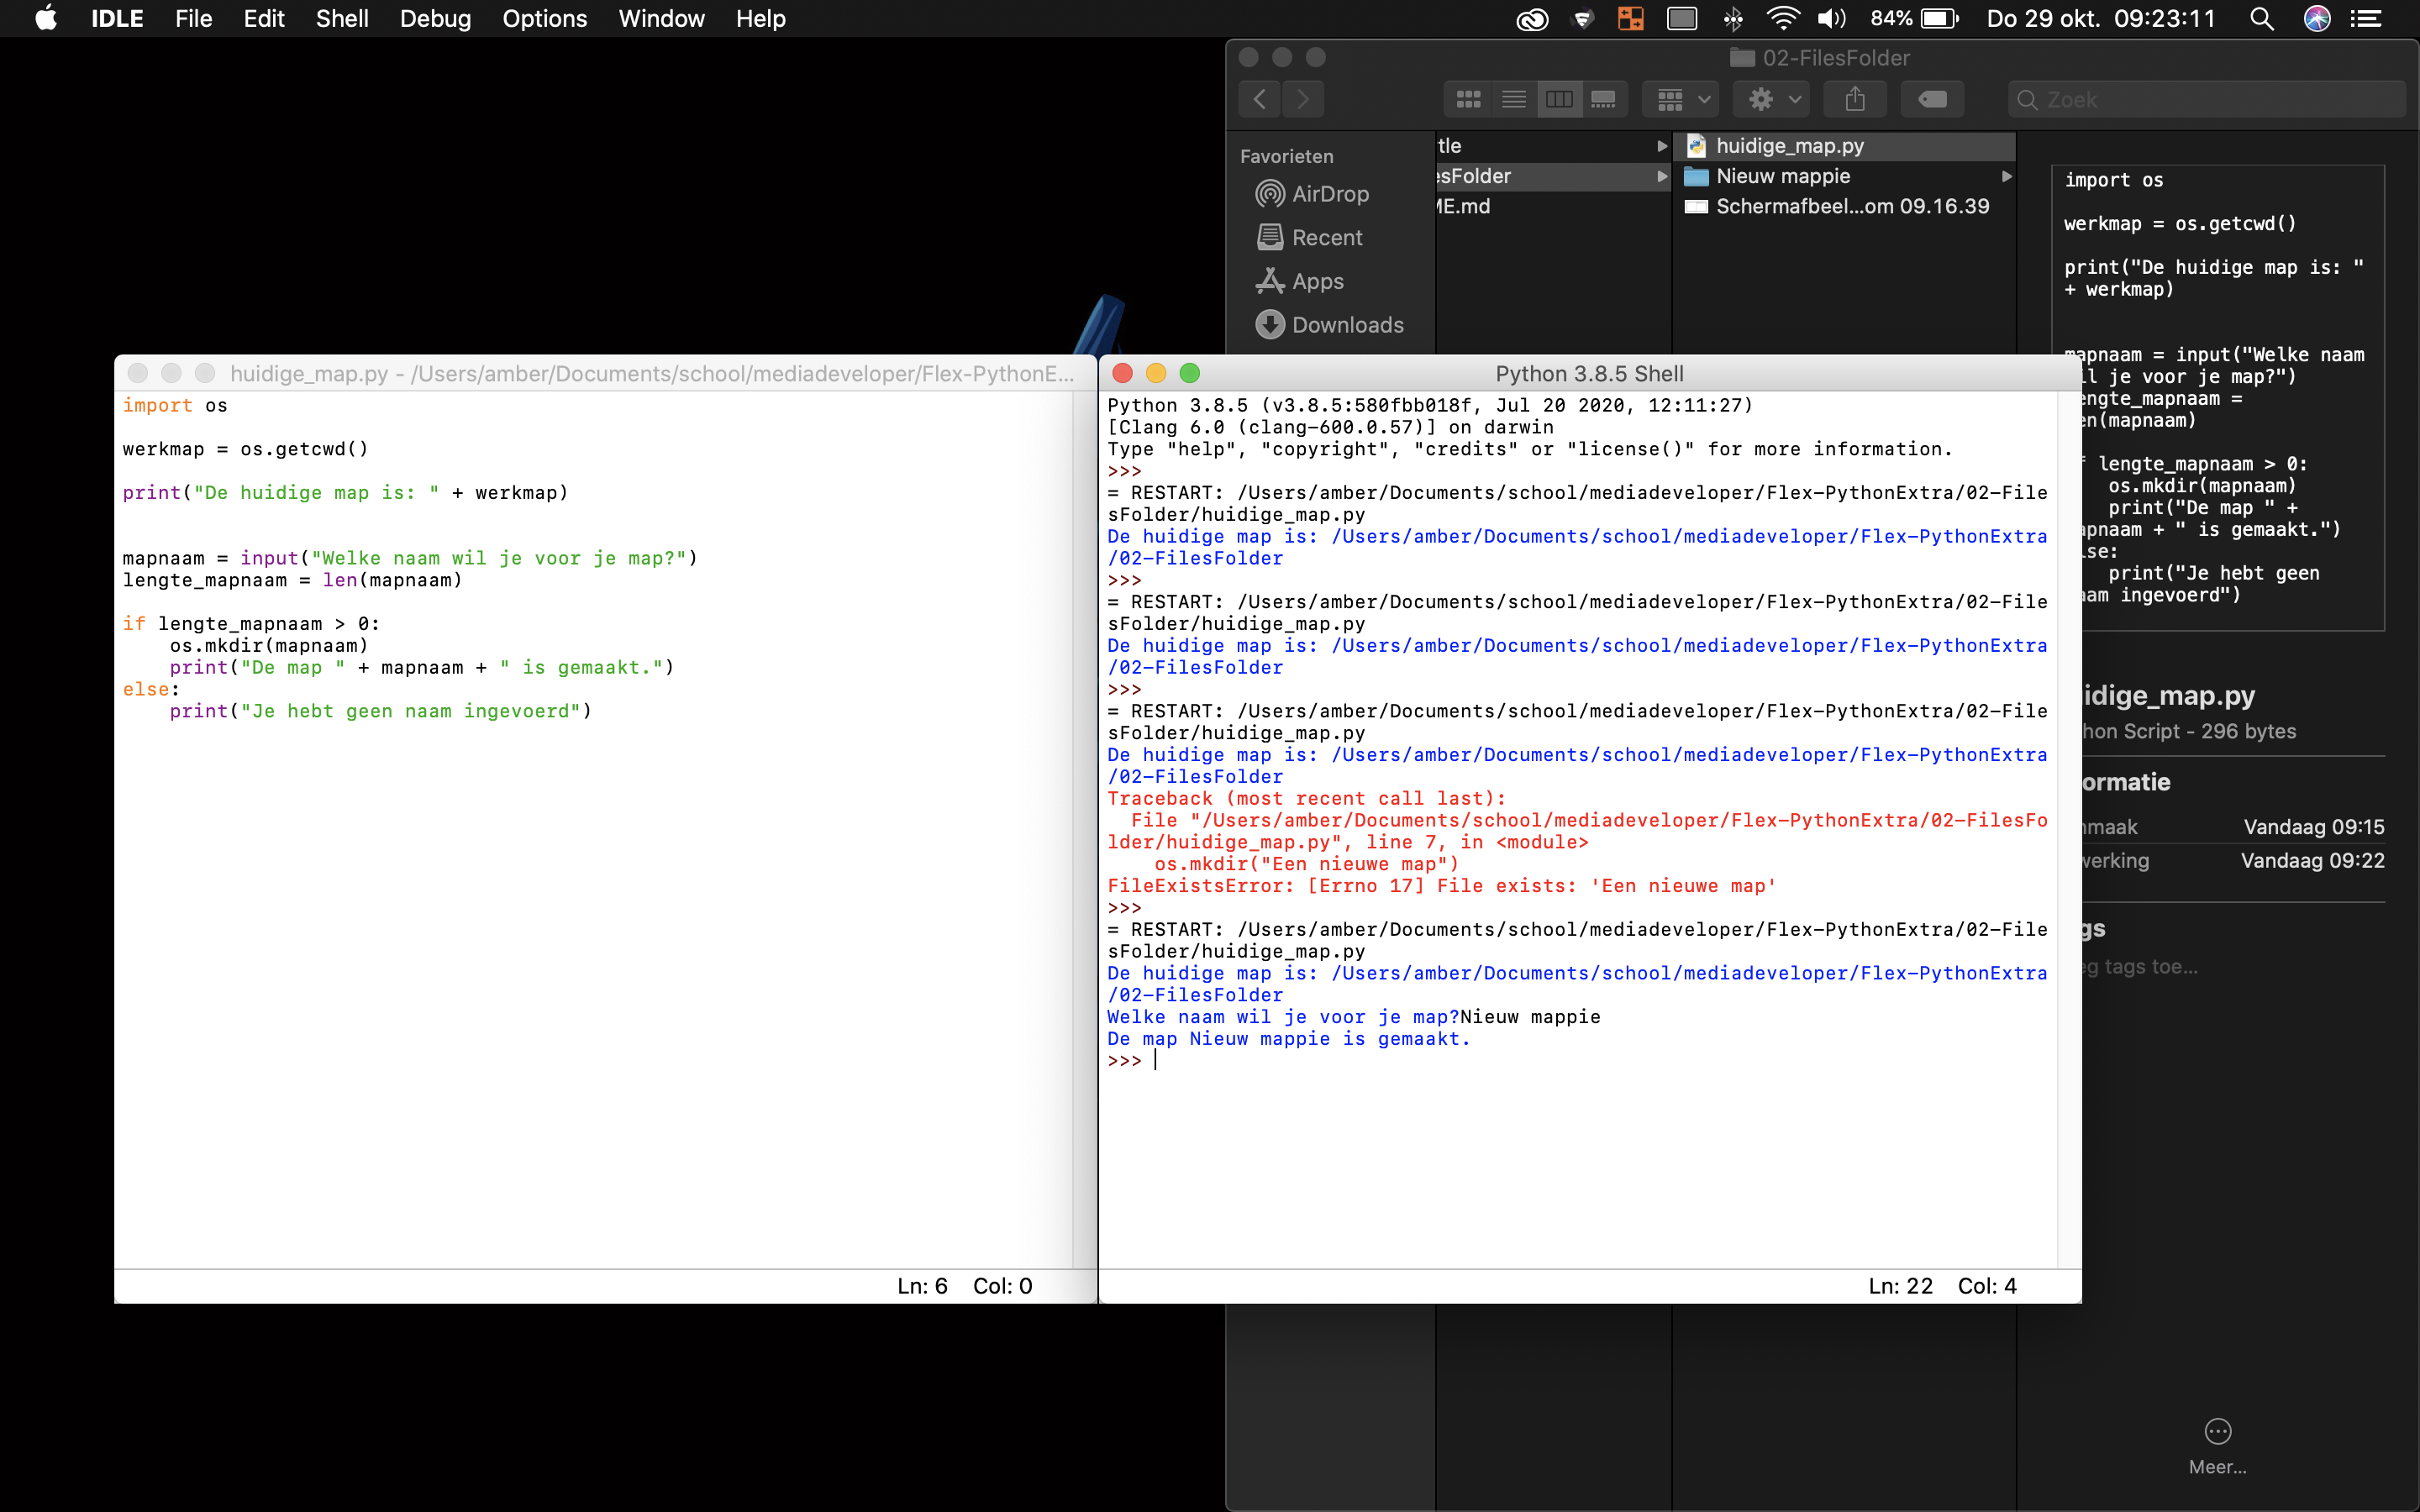 IDLE File Edit Shell Debug Options Window Help 84% Do 29 okt. 09:23:11
02-FilesFolder
Zoek
Favorieten
AirDrop
Recent
Apps
Downloads
tle
esFolder
ME.md
huidige_map.py
Nieuw mappie
Schermafbeel...om 09.16.39
import os
werkmap = os.getcwd()
print("De huidige map is: "
+ werkmap)
mapnaam = input("Welke naam
il je voor je map?")
engte_mapnaam =
en(mapnaam)
f lengte_mapnaam > 0:
os.mkdir(mapnaam)
print("De map " +
apnaam + " is gemaakt.")
lse:
print("Je hebt geen
aam ingevoerd")
idige_map.py
hon Script - 296 bytes
ormatie
nmaak Vandaag 09:15
werking Vandaag 09:22
gs
eg tags toe...
Meer...
huidige_map.py - /Users/amber/Documents/school/mediadeveloper/Flex-PythonE...
import os
werkmap = os.getcwd()
print("De huidige map is: " + werkmap)
mapnaam = input("Welke naam wil je voor je map?")
lengte_mapnaam = len(mapnaam)
if lengte_mapnaam > 0:
    os.mkdir(mapnaam)
    print("De map " + mapnaam + " is gemaakt.")
else:
    print("Je hebt geen naam ingevoerd")
Ln: 6 Col: 0
Python 3.8.5 Shell
Python 3.8.5 (v3.8.5:580fbb018f, Jul 20 2020, 12:11:27)
[Clang 6.0 (clang-600.0.57)] on darwin
Type "help", "copyright", "credits" or "license()" for more information.
>>>
= RESTART: /Users/amber/Documents/school/mediadeveloper/Flex-PythonExtra/02-File
sFolder/huidige_map.py
De huidige map is: /Users/amber/Documents/school/mediadeveloper/Flex-PythonExtra
/02-FilesFolder
>>>
= RESTART: /Users/amber/Documents/school/mediadeveloper/Flex-PythonExtra/02-File
sFolder/huidige_map.py
De huidige map is: /Users/amber/Documents/school/mediadeveloper/Flex-PythonExtra
/02-FilesFolder
>>>
= RESTART: /Users/amber/Documents/school/mediadeveloper/Flex-PythonExtra/02-File
sFolder/huidige_map.py
De huidige map is: /Users/amber/Documents/school/mediadeveloper/Flex-PythonExtra
/02-FilesFolder
Traceback (most recent call last):
  File "/Users/amber/Documents/school/mediadeveloper/Flex-PythonExtra/02-FilesFo
lder/huidige_map.py", line 7, in <module>
    os.mkdir("Een nieuwe map")
FileExistsError: [Errno 17] File exists: 'Een nieuwe map'
>>>
= RESTART: /Users/amber/Documents/school/mediadeveloper/Flex-PythonExtra/02-File
sFolder/huidige_map.py
De huidige map is: /Users/amber/Documents/school/mediadeveloper/Flex-PythonExtra
/02-FilesFolder
Welke naam wil je voor je map?Nieuw mappie
De map Nieuw mappie is gemaakt.
>>>
Ln: 22 Col: 4